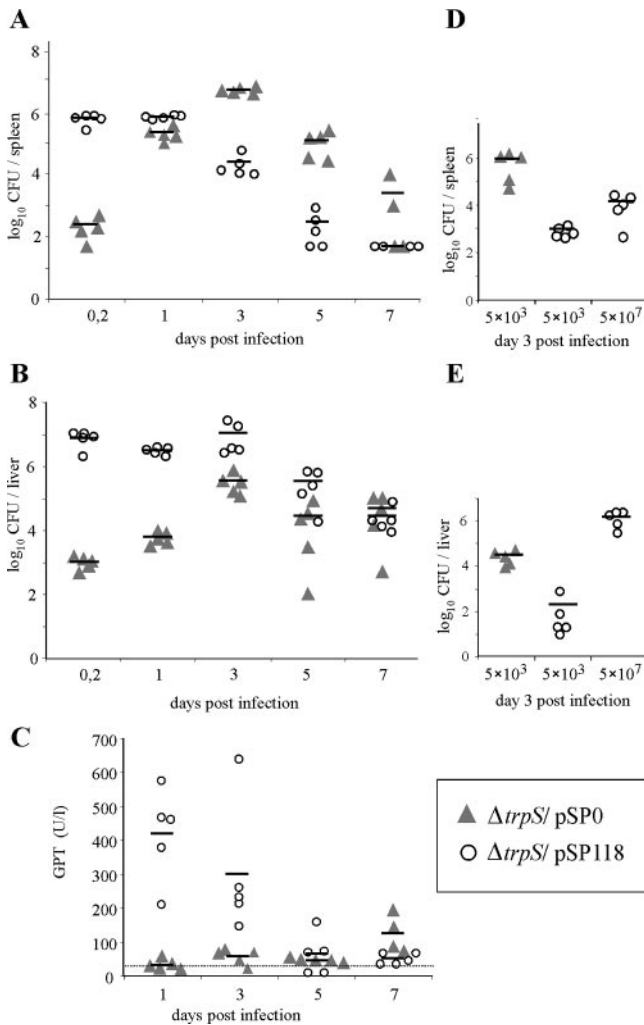 A
8
6
4
2
0
log10 CFU / spleen
0,2 1 3 5 7
days post infection
B
8
6
4
2
0
log10 CFU / liver
0,2 1 3 5 7
days post infection
C
700
600
500
400
300
200
100
0
GPT (U/l)
1 3 5 7
days post infection
D
6
4
2
0
log10 CFU / spleen
5×10³ 5×10³ 5×10⁷
day 3 post infection
E
6
4
2
0
log10 CFU / liver
5×10³ 5×10³ 5×10⁷
day 3 post infection
ΔtrpS/ pSP0
ΔtrpS/ pSP118